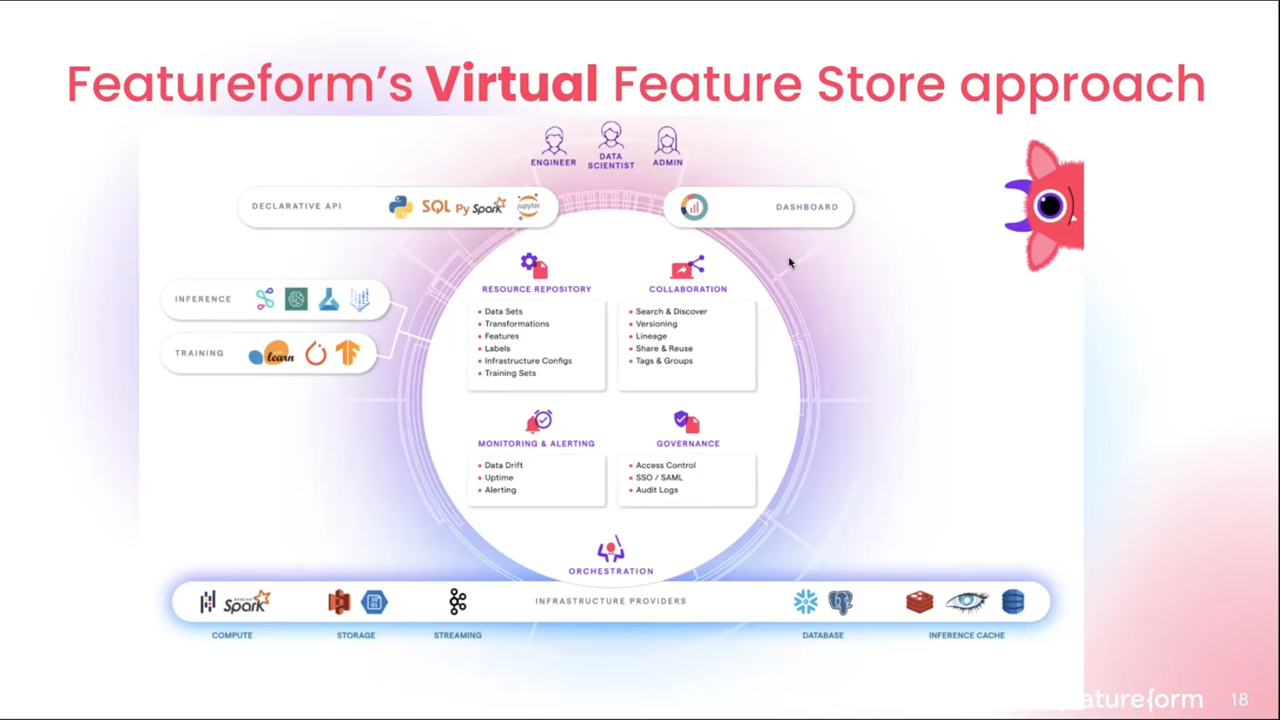 Featureform's Virtual Feature Store approach
ENGINEER
DATA
SCIENTIST
ADMIN
DECLARATIVE API
SQL
PySpark
jupyter
DASHBOARD
INFERENCE
TRAINING
learn
RESOURCE REPOSITORY
• Data Sets
• Transformations
• Features
• Labels
• Infrastructure Configs
• Training Sets
COLLABORATION
• Search & Discover
• Versioning
• Lineage
• Share & Reuse
• Tags & Groups
MONITORING & ALERTING
• Data Drift
• Uptime
• Alerting
GOVERNANCE
• Access Control
• SSO / SAML
• Audit Logs
ORCHESTRATION
APACHE
Spark
INFRASTRUCTURE PROVIDERS
COMPUTE
STORAGE
STREAMING
DATABASE
INFERENCE CACHE
ature{orm
18